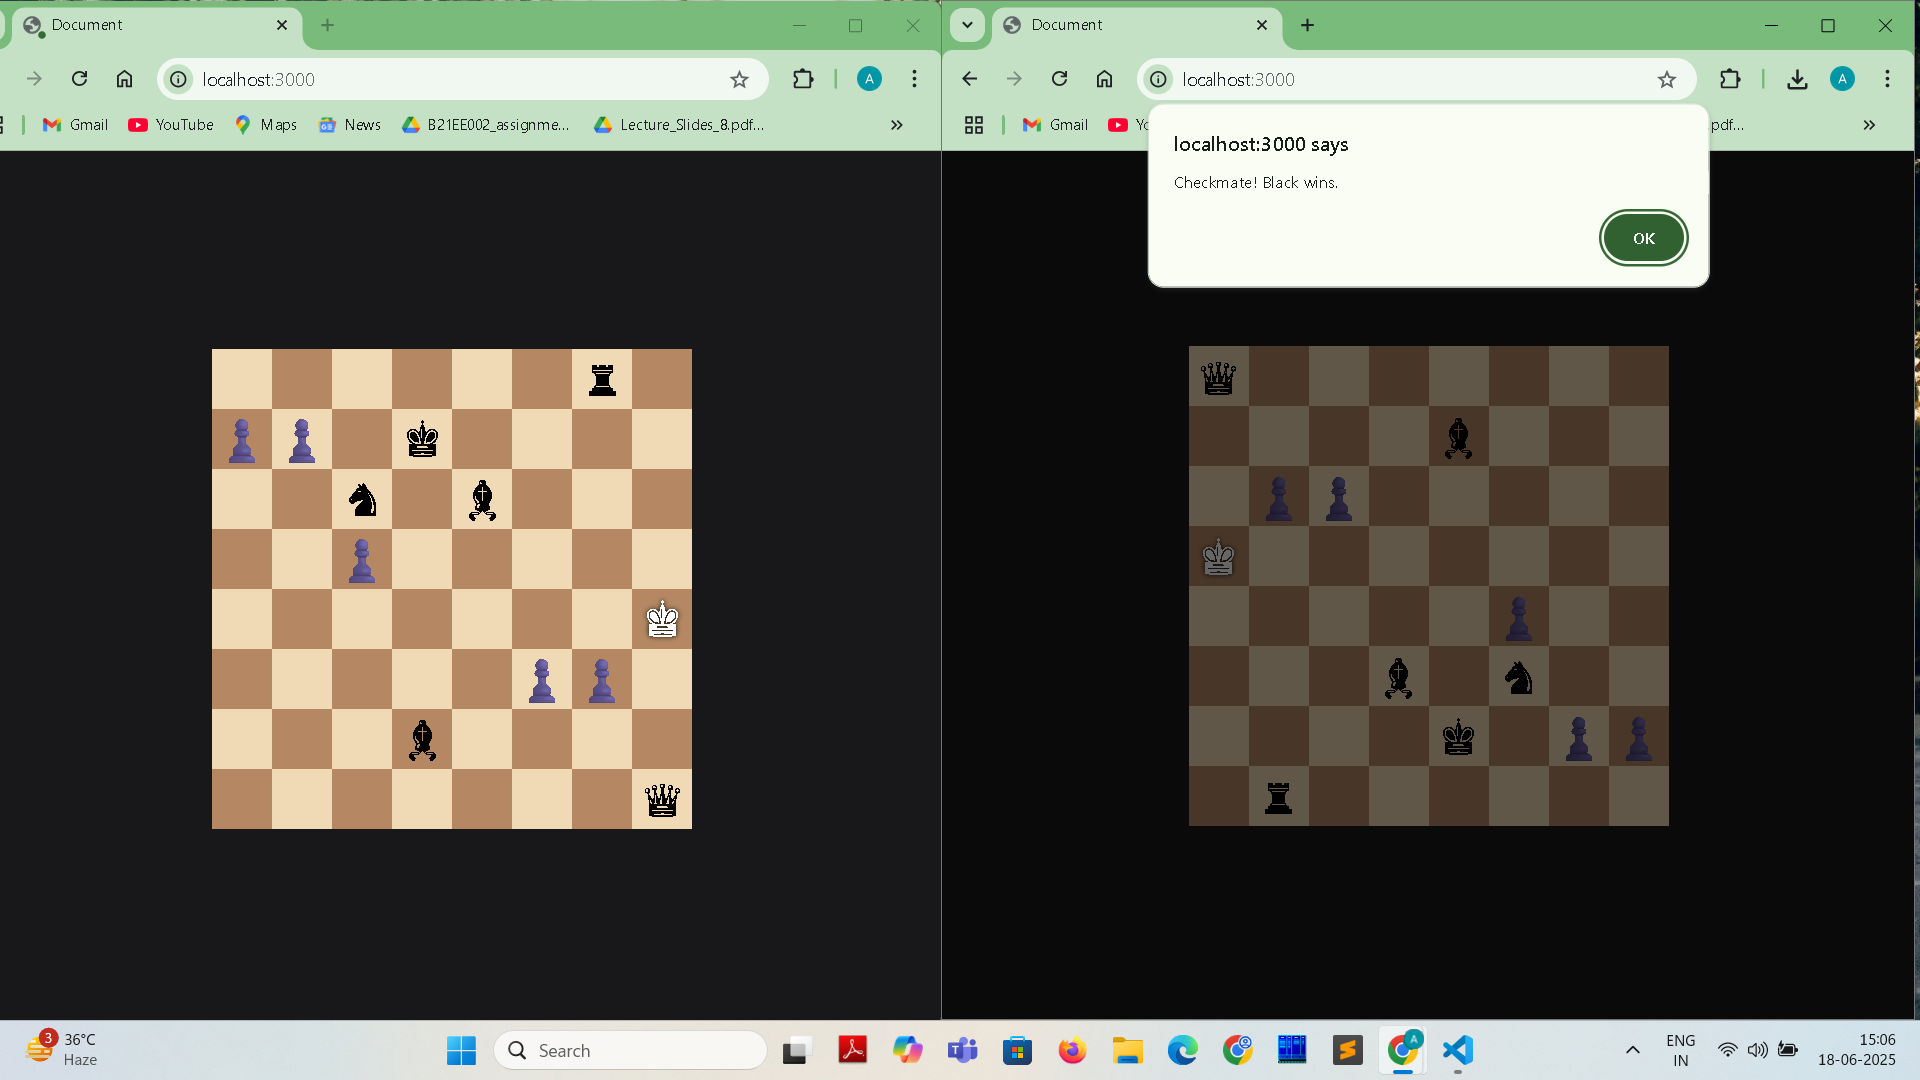 Document
localhost:3000
A
Gmail
YouTube
Maps
News
B21EE002_assignme...
Lecture_Slides_8.pdf...
»
Document
localhost:3000
A
Gmail
Yo
pdf...
»
localhost:3000 says
Checkmate! Black wins.
OK
3
36°C
Haze
Search
A
ENG
IN
15:06
18-06-2025